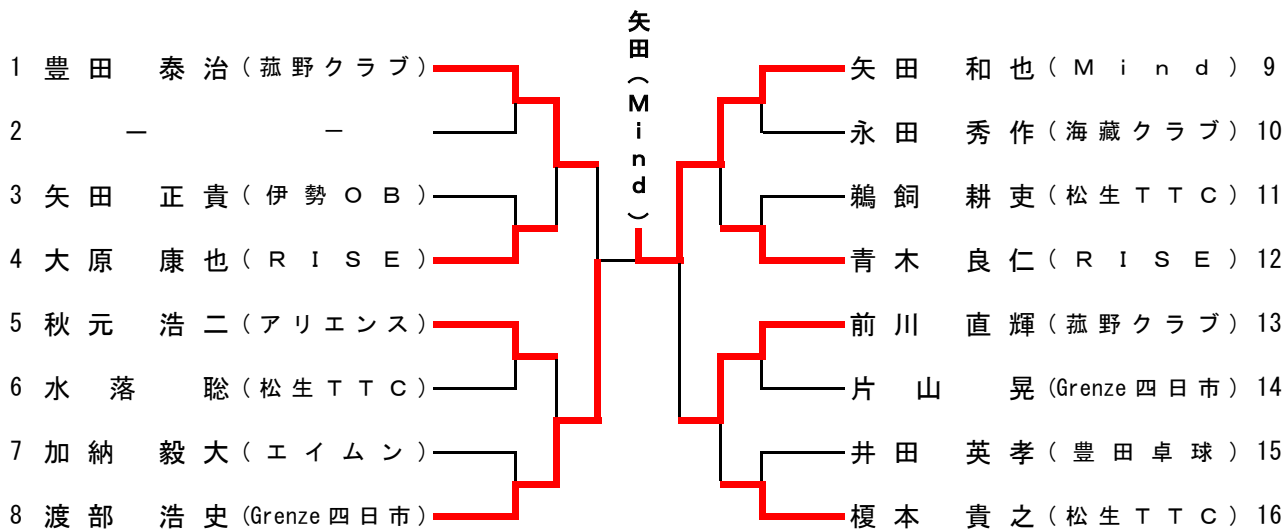 矢田（Mind）
1 豊田 泰治（菰野クラブ）
2 － －
3 矢田 正貴（伊勢ＯＢ）
4 大原 康也（ＲＩＳＥ）
5 秋元 浩二（アリエンス）
6 水落 聡（松生ＴＴＣ）
7 加納 毅大（エイムン）
8 渡部 浩史(Grenze四日市)
矢田 和也（Ｍｉｎｄ）9
永田 秀作（海藏クラブ）10
鵜飼 耕吏（松生ＴＴＣ）11
青木 良仁（ＲＩＳＥ）12
前川 直輝（菰野クラブ）13
片山 晃(Grenze四日市)14
井田 英孝（豊田卓球）15
榎本 貴之（松生ＴＴＣ）16